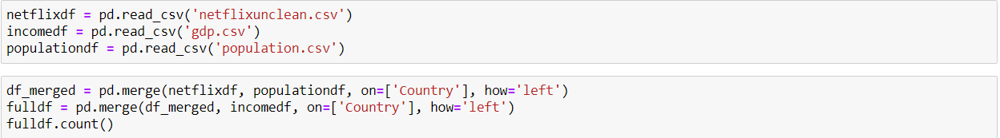 netflixdf = pd.read_csv('netflixunclean.csv')
incomedf = pd.read_csv('gdp.csv')
populationdf = pd.read_csv('population.csv')
df_merged = pd.merge(netflixdf, populationdf, on=['Country'], how='left')
fulldf = pd.merge(df_merged, incomedf, on=['Country'], how='left')
fulldf.count()